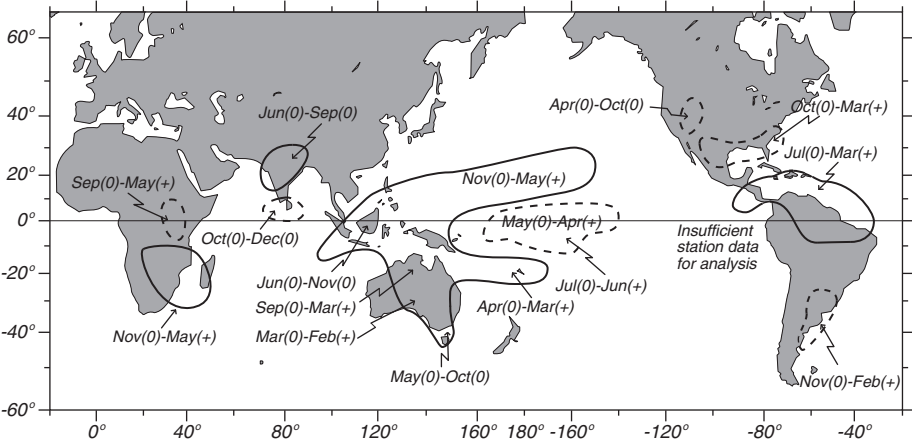 60°
40°
20°
0°
-20°
-40°
-60°
Jun(0)-Sep(0)
Apr(0)-Oct(0)
Oct(0)-Mar(+)
Jul(0)-Mar(+)
Sep(0)-May(+)
Nov(0)-May(+)
May(0)-Apr(+)
Oct(0)-Dec(0)
Insufficient
station data
for analysis
Jun(0)-Nov(0)
Jul(0)-Jun(+)
Sep(0)-Mar(+)
Apr(0)-Mar(+)
Nov(0)-May(+)
Mar(0)-Feb(+)
May(0)-Oct(0)
Nov(0)-Feb(+)
0° 40° 80° 120° 160° 180° -160° -120° -80° -40°